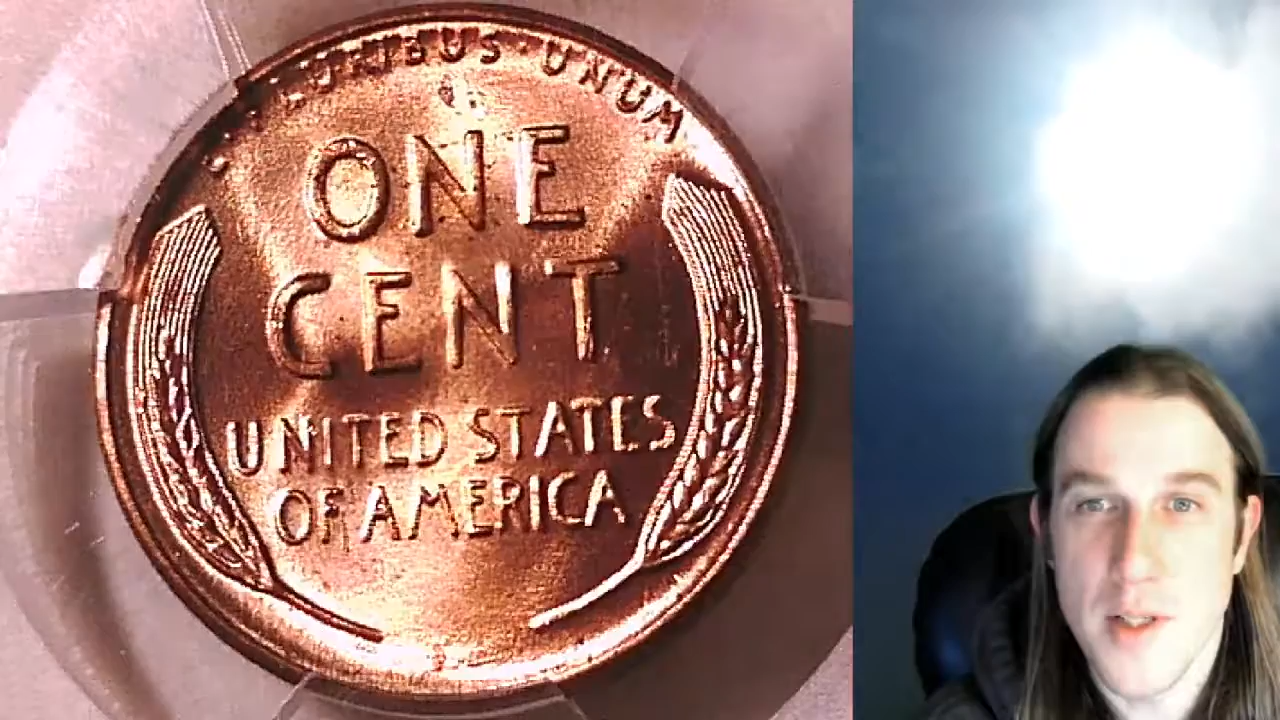 PLURIBUS · UNUM
ONE
CENT
UNITED STATES
OF AMERICA